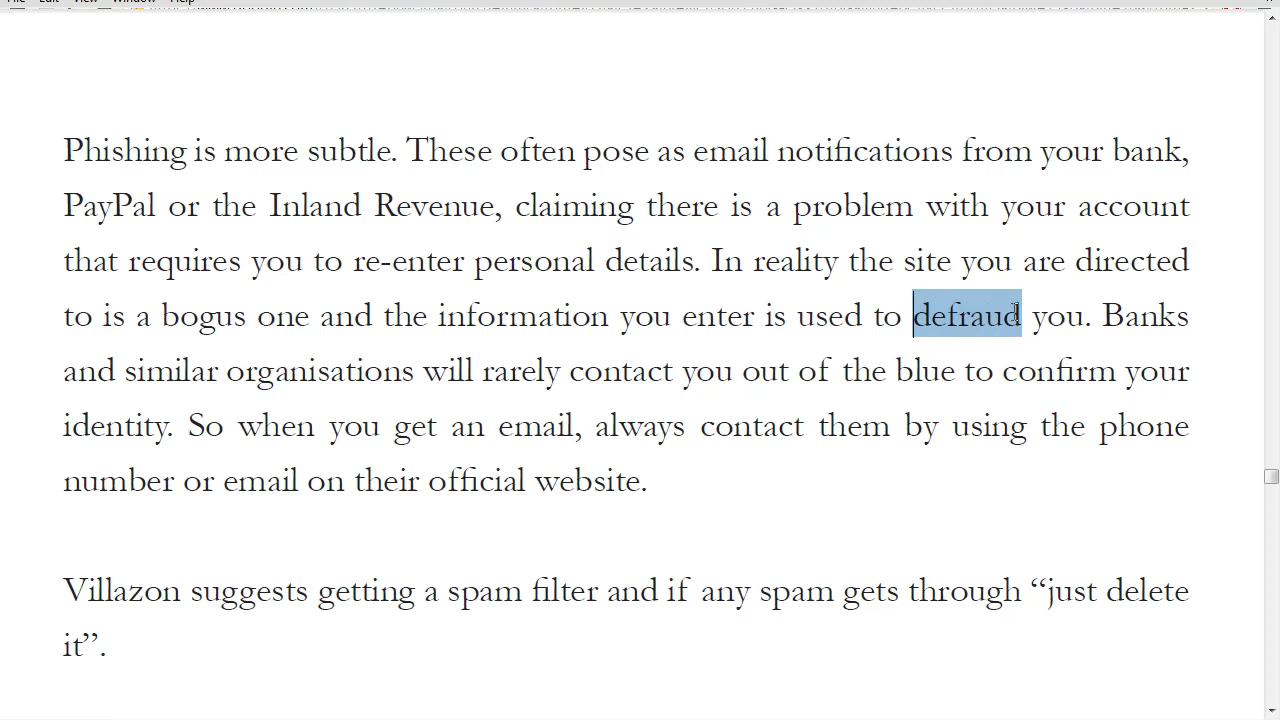 Phishing is more subtle. These often pose as email notifications from your bank,
PayPal or the Inland Revenue, claiming there is a problem with your account
that requires you to re-enter personal details. In reality the site you are directed
to is a bogus one and the information you enter is used to defraud you. Banks
and similar organisations will rarely contact you out of the blue to confirm your
identity. So when you get an email, always contact them by using the phone
number or email on their official website.
Villazon suggests getting a spam filter and if any spam gets through “just delete
it”.